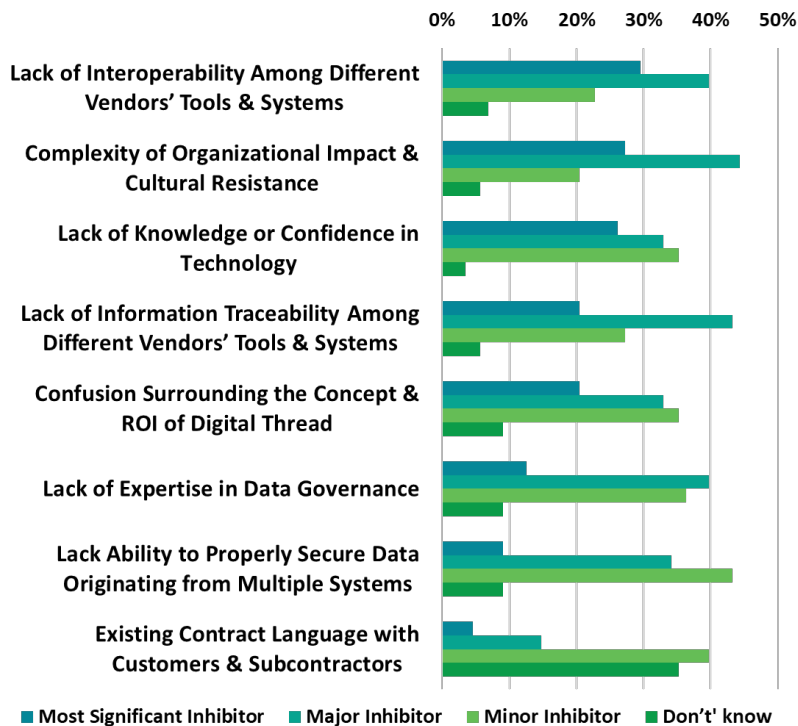 0% 10% 20% 30% 40% 50%
Lack of Interoperability Among Different
Vendors’ Tools & Systems
Complexity of Organizational Impact &
Cultural Resistance
Lack of Knowledge or Confidence in
Technology
Lack of Information Traceability Among
Different Vendors’ Tools & Systems
Confusion Surrounding the Concept &
ROI of Digital Thread
Lack of Expertise in Data Governance
Lack Ability to Properly Secure Data
Originating from Multiple Systems
Existing Contract Language with
Customers & Subcontractors
Most Significant Inhibitor Major Inhibitor Minor Inhibitor Don’t' know